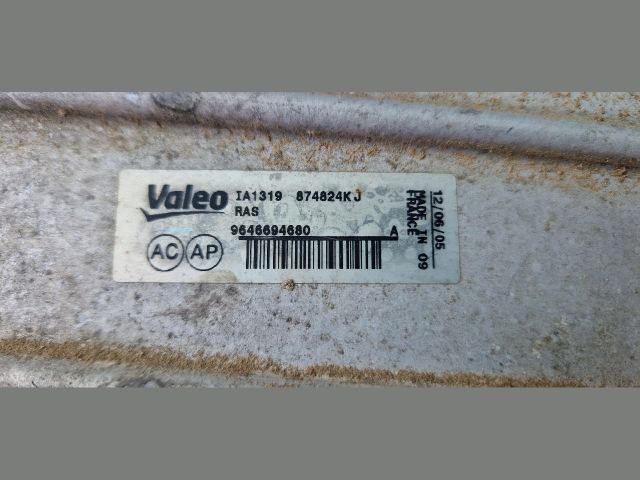 Valeo
IA1319 874824KJ
RAS
9646694680 A
AC AP
12/06/05
MADE IN 09
FRANCE